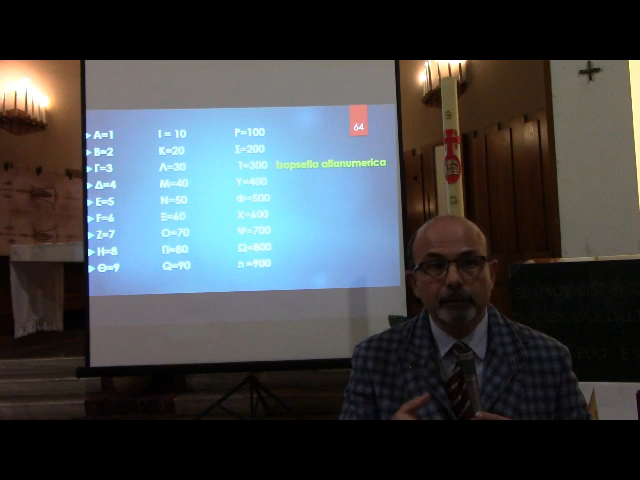 64
Α=1 Ι = 10 Ρ=100
Β=2 Κ=20 Σ=200
Γ=3 Λ=30 Τ=300 Isopsefia alfanumerica
Δ=4 Μ=40 Υ=400
Ε=5 Ν=50 Φ=500
F=6 Ξ=60 Χ=600
Ζ=7 Ο=70 Ψ=700
Η=8 Π=80 Ω=800
Θ=9 Q=90 n =900